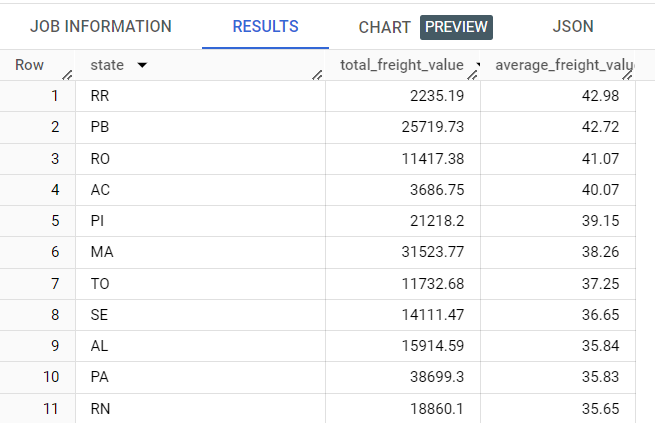 JOB INFORMATION RESULTS CHART PREVIEW JSON
Row state total_freight_value average_freight_valu
1 RR 2235.19 42.98
2 PB 25719.73 42.72
3 RO 11417.38 41.07
4 AC 3686.75 40.07
5 PI 21218.2 39.15
6 MA 31523.77 38.26
7 TO 11732.68 37.25
8 SE 14111.47 36.65
9 AL 15914.59 35.84
10 PA 38699.3 35.83
11 RN 18860.1 35.65